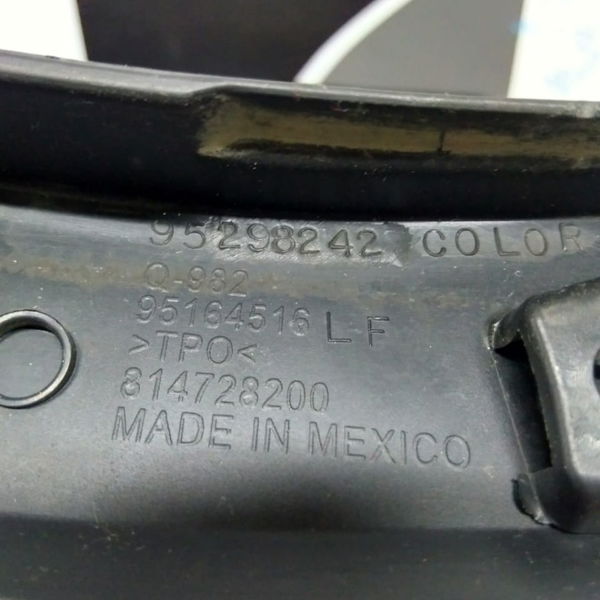 95298242 COLOR
Q-982
95164516 LF
>TPO<
814728200
MADE IN MEXICO